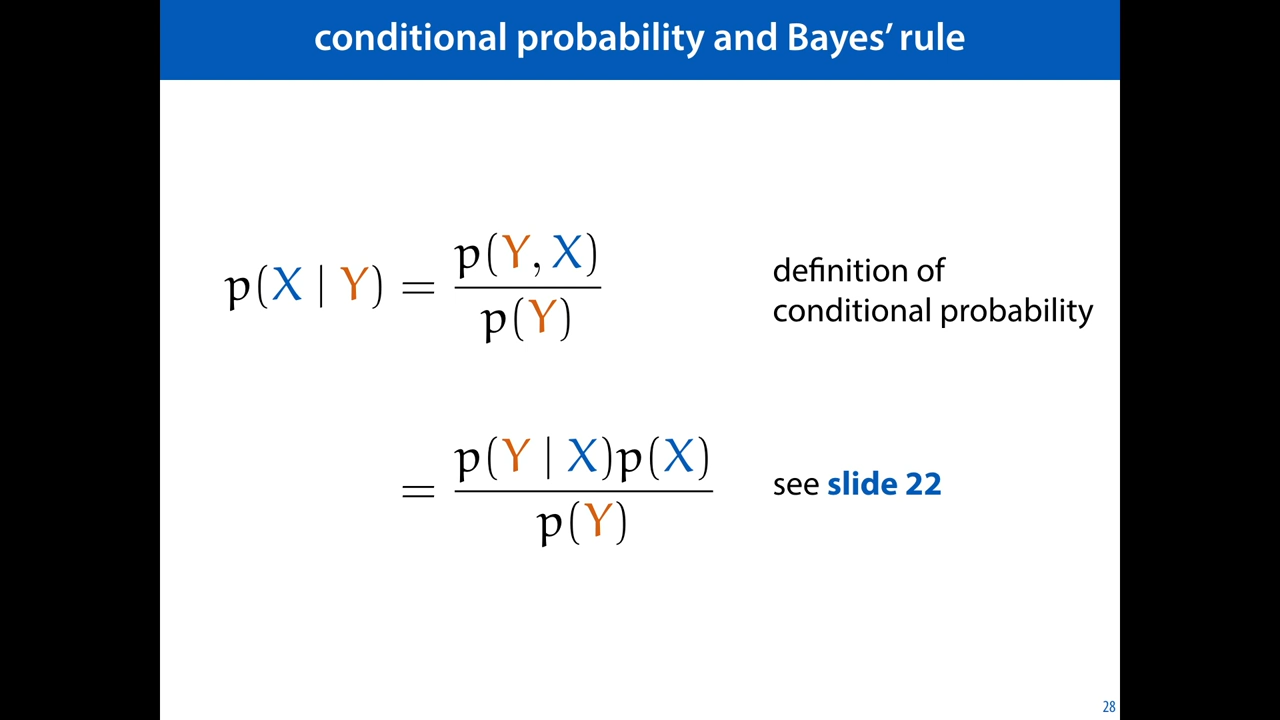 conditional probability and Bayes’ rule
p(X | Y) = p(Y, X) / p(Y)
definition of
conditional probability
= p(Y | X)p(X) / p(Y)
see slide 22
28